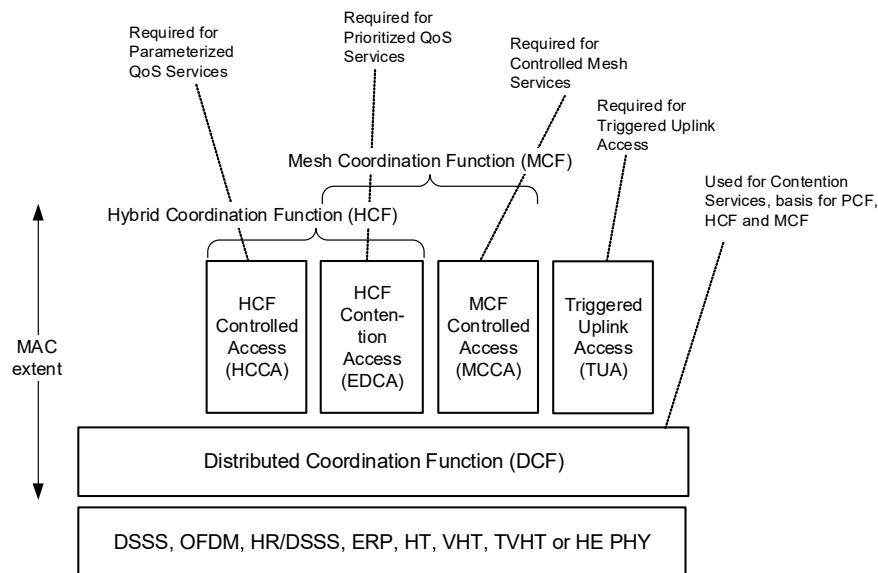 Required for
Parameterized
QoS Services
Required for
Prioritized QoS
Services
Required for
Controlled Mesh
Services
Required for
Triggered Uplink
Access
Mesh Coordination Function (MCF)
Used for Contention
Services, basis for PCF,
HCF and MCF
Hybrid Coordination Function (HCF)
MAC
extent
HCF
Controlled
Access
(HCCA)
HCF
Conten-
tion
Access
(EDCA)
MCF
Controlled
Access
(MCCA)
Triggered
Uplink
Access
(TUA)
Distributed Coordination Function (DCF)
DSSS, OFDM, HR/DSSS, ERP, HT, VHT, TVHT or HE PHY